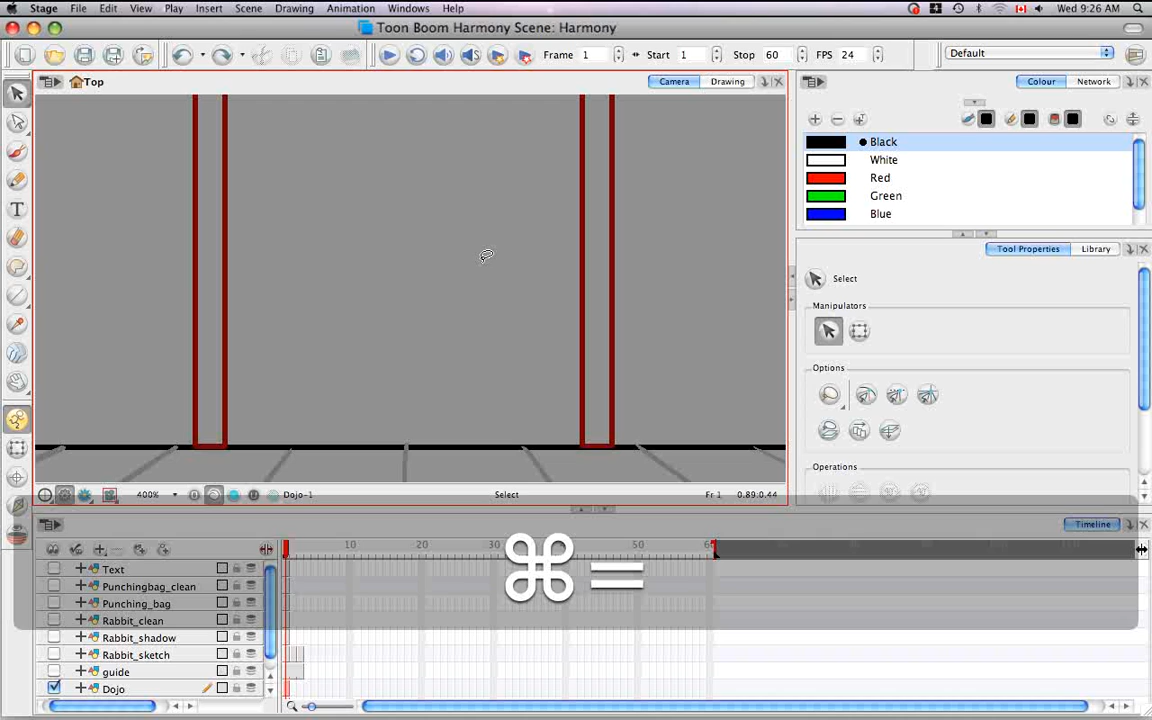 Stage File Edit View Play Insert Scene Drawing Animation Windows Help Wed 9:26 AM
Toon Boom Harmony Scene: Harmony
Frame 1 Start 1 Stop 60 FPS 24 Default
Top Camera Drawing Colour Network
Black
White
Red
Green
Blue
Tool Properties Library
Select
Manipulators
Options
Operations
400% Dojo-1 Select Fr 1 0.89:0.44
Timeline
10 20 30 50 60
Text
Punchingbag_clean
Punching_bag
Rabbit_clean
Rabbit_shadow
Rabbit_sketch
guide
Dojo
⌘ =